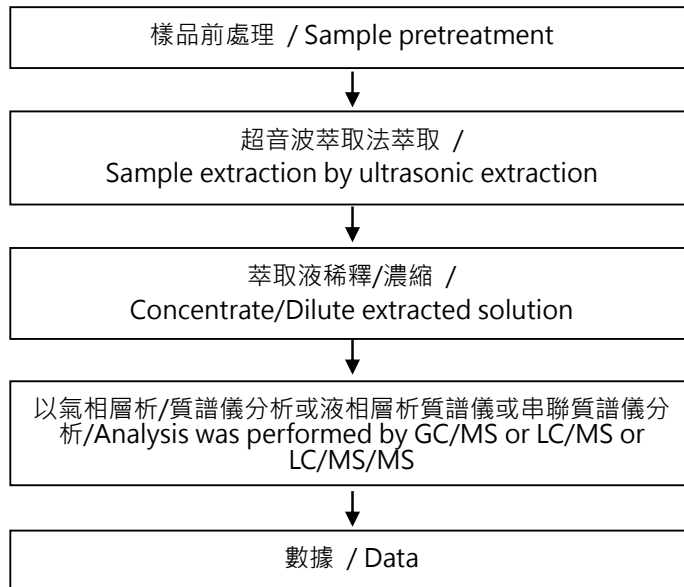 樣品前處理 / Sample pretreatment
超音波萃取法萃取 /
Sample extraction by ultrasonic extraction
萃取液稀釋/濃縮 /
Concentrate/Dilute extracted solution
以氣相層析/質譜儀分析或液相層析質譜儀或串聯質譜儀分
析/Analysis was performed by GC/MS or LC/MS or
LC/MS/MS
數據 / Data